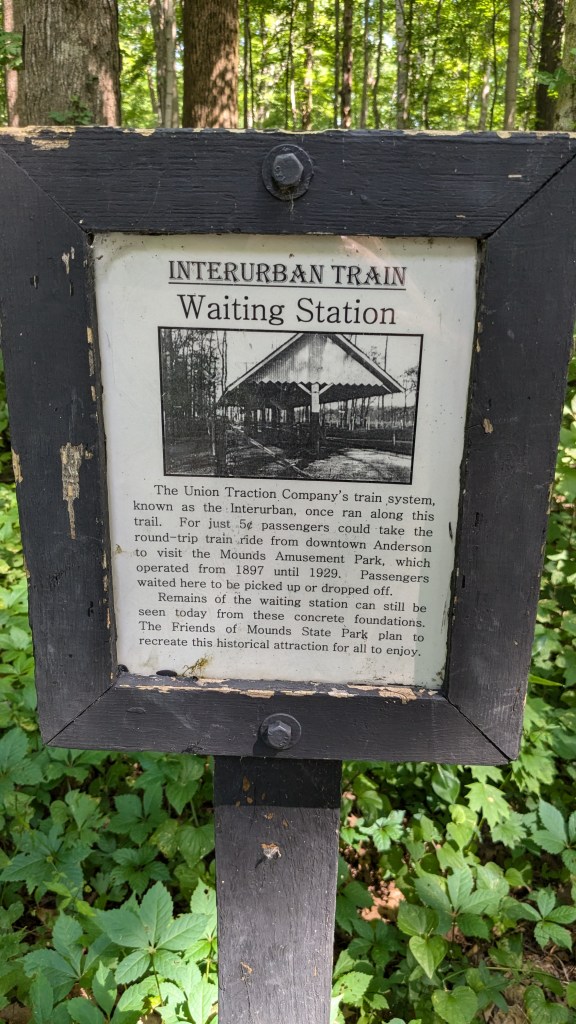 INTERURBAN TRAIN
Waiting Station
The Union Traction Company's train system,
known as the Interurban, once ran along this
trail. For just 5¢ passengers could take the
round-trip train ride from downtown Anderson
to visit the Mounds Amusement Park, which
operated from 1897 until 1929. Passengers
waited here to be picked up or dropped off.
Remains of the waiting station can still be
seen today from these concrete foundations.
The Friends of Mounds State Park plan to
recreate this historical attraction for all to enjoy.